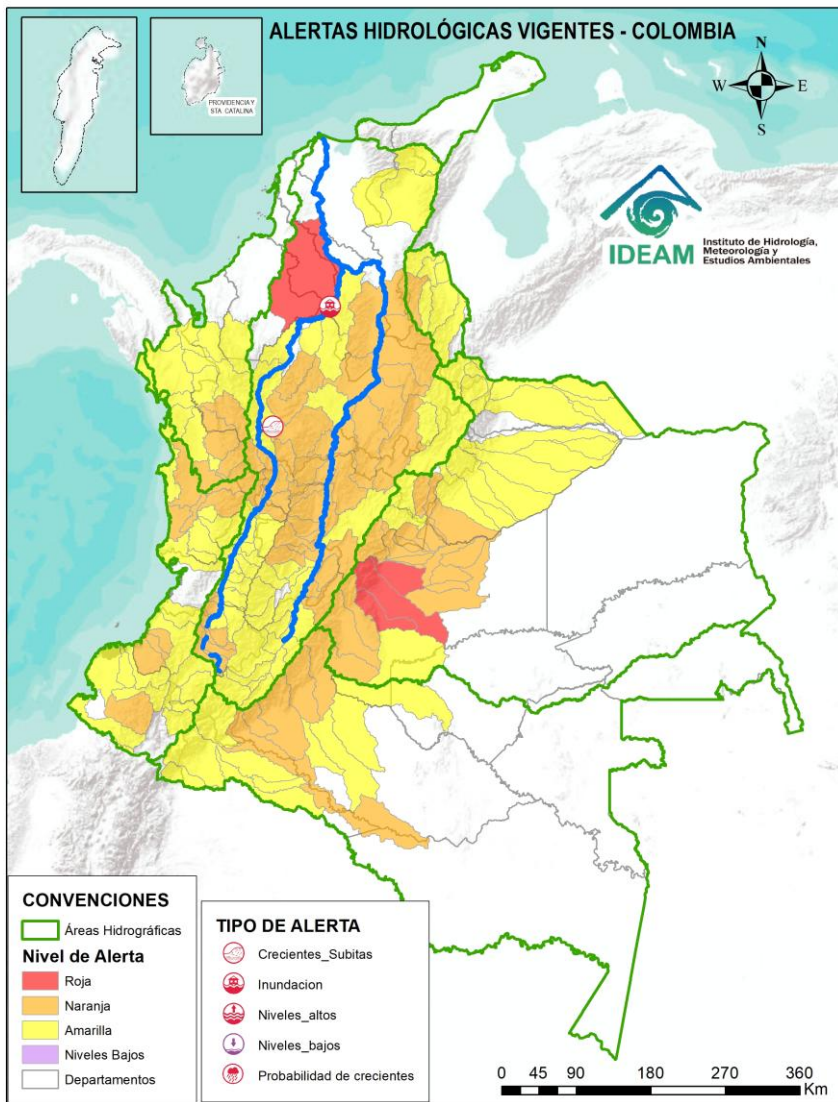 ALERTAS HIDROLÓGICAS VIGENTES - COLOMBIA
PROVIDENCIA Y
STA. CATALINA
N
W
E
S
IDEAM
Instituto de Hidrología,
Meteorología y
Estudios Ambientales
CONVENCIONES
Áreas Hidrográficas
Nivel de Alerta
Roja
Naranja
Amarilla
Niveles Bajos
Departamentos
TIPO DE ALERTA
Crecientes_Subitas
Inundacion
Niveles_altos
Niveles_bajos
Probabilidad de crecientes
0 45 90 180 270 360
Km